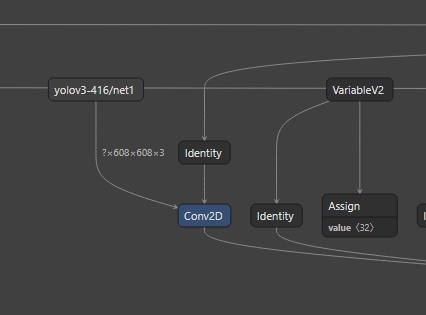 yolov3-416/net1
VariableV2
?×608×608×3
Identity
Conv2D
Identity
Assign
value ⟨32⟩